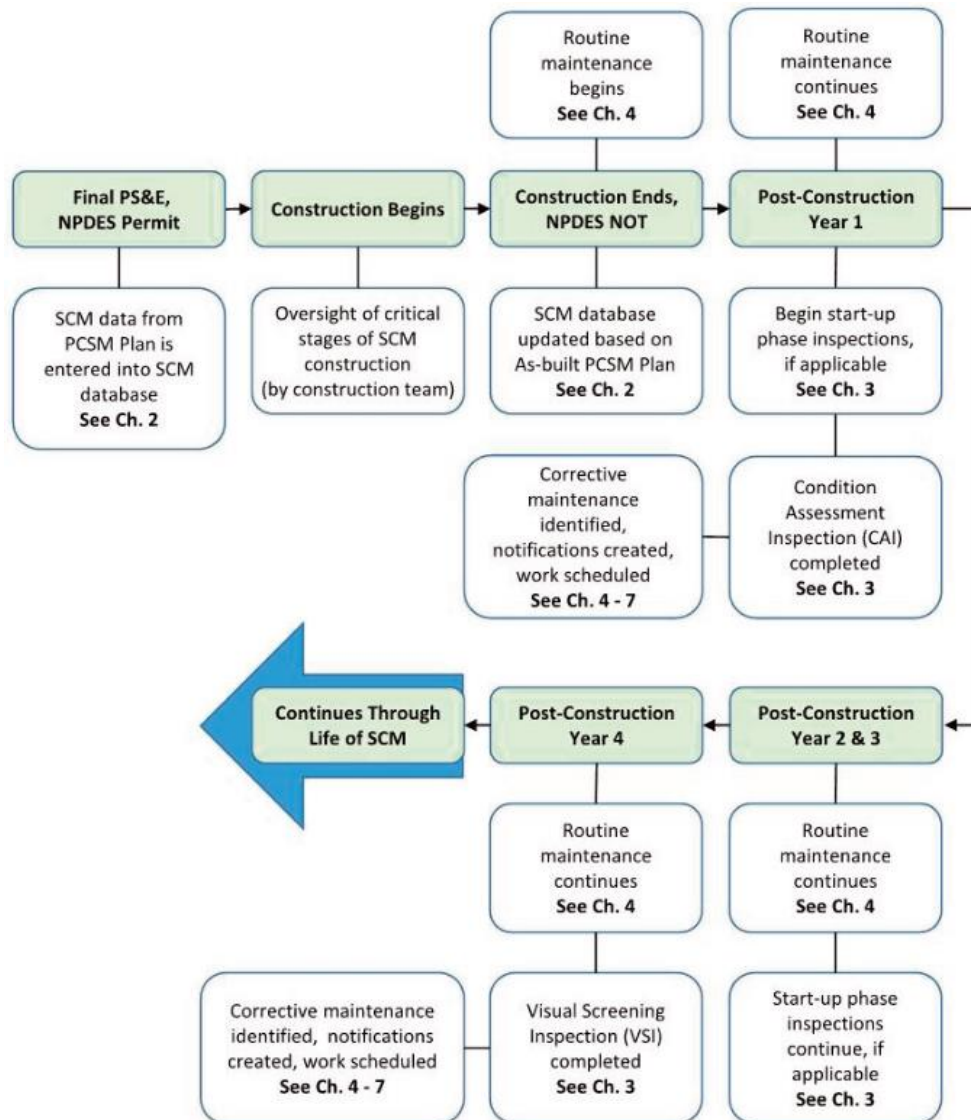 Routine
maintenance
begins
See Ch. 4
Routine
maintenance
continues
See Ch. 4
Final PS&E,
NPDES Permit
Construction Begins
Construction Ends,
NPDES NOT
Post-Construction
Year 1
SCM data from
PCSM Plan is
entered into SCM
database
See Ch. 2
Oversight of critical
stages of SCM
construction
(by construction team)
SCM database
updated based on
As-built PCSM Plan
See Ch. 2
Begin start-up
phase inspections,
if applicable
See Ch. 3
Corrective
maintenance
identified,
notifications created,
work scheduled
See Ch. 4 - 7
Condition
Assessment
Inspection (CAI)
completed
See Ch. 3
Continues Through
Life of SCM
Post-Construction
Year 4
Post-Construction
Year 2 & 3
Routine
maintenance
continues
See Ch. 4
Routine
maintenance
continues
See Ch. 4
Corrective maintenance
identified, notifications
created, work scheduled
See Ch. 4 - 7
Visual Screening
Inspection (VSI)
completed
See Ch. 3
Start-up phase
inspections
continue, if
applicable
See Ch. 3